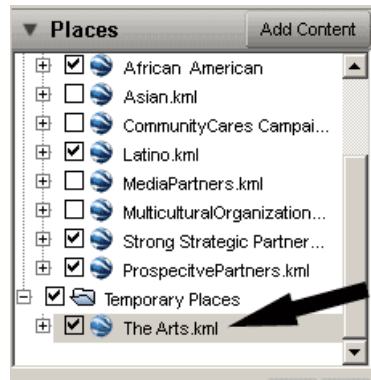 Places
Add Content
African American
Asian.kml
CommunityCares Campai...
Latino.kml
MediaPartners.kml
MulticulturalOrganization...
Strong Strategic Partner...
ProspecitvePartners.kml
Temporary Places
The Arts.kml